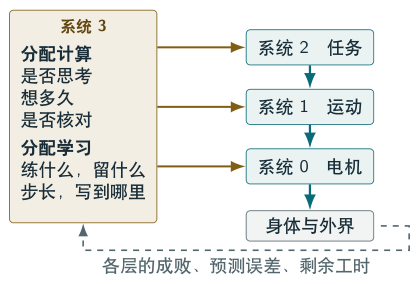 系统 3
分配计算
是否思考
想多久
是否核对
分配学习
练什么，留什么
步长，写到哪里
系统 2 任务
系统 1 运动
系统 0 电机
身体与外界
各层的成败、预测误差、剩余工时